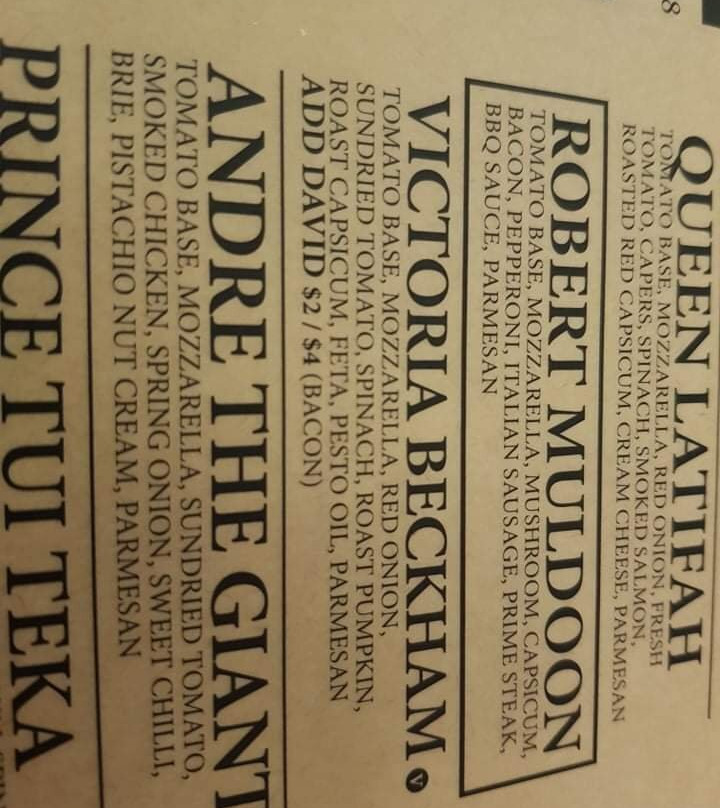 8
QUEEN LATIFAH
TOMATO BASE, MOZZARELLA, RED ONION, FRESH
TOMATO, CAPERS, SPINACH, SMOKED SALMON,
ROASTED RED CAPSICUM, CREAM CHEESE, PARMESAN
ROBERT MULDOON
TOMATO BASE, MOZZARELLA, MUSHROOM, CAPSICUM,
BACON, PEPPERONI, ITALIAN SAUSAGE, PRIME STEAK,
BBQ SAUCE, PARMESAN
VICTORIA BECKHAM V
TOMATO BASE, MOZZARELLA, RED ONION,
SUNDRIED TOMATO, SPINACH, ROAST PUMPKIN,
ROAST CAPSICUM, FETA, PESTO OIL, PARMESAN
ADD DAVID $2 / $4 (BACON)
ANDRE THE GIANT
TOMATO BASE, MOZZARELLA, SUNDRIED TOMATO,
SMOKED CHICKEN, SPRING ONION, SWEET CHILLI,
BRIE, PISTACHIO NUT CREAM, PARMESAN
PRINCE TUI TEKA